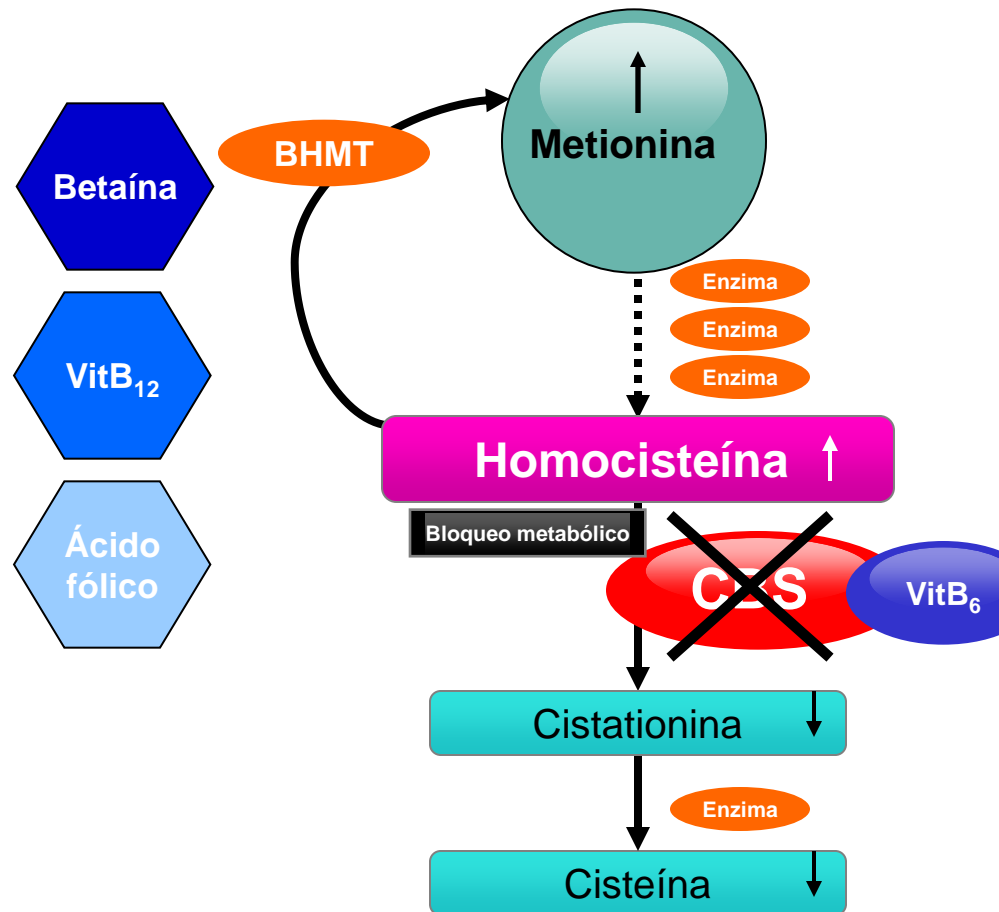 Metionina
BHMT
Betaína
Enzima
Enzima
Enzima
VitB12
Homocisteína
Bloqueo metabólico
CBS
VitB6
Ácido
fólico
Cistationina
Enzima
Cisteína